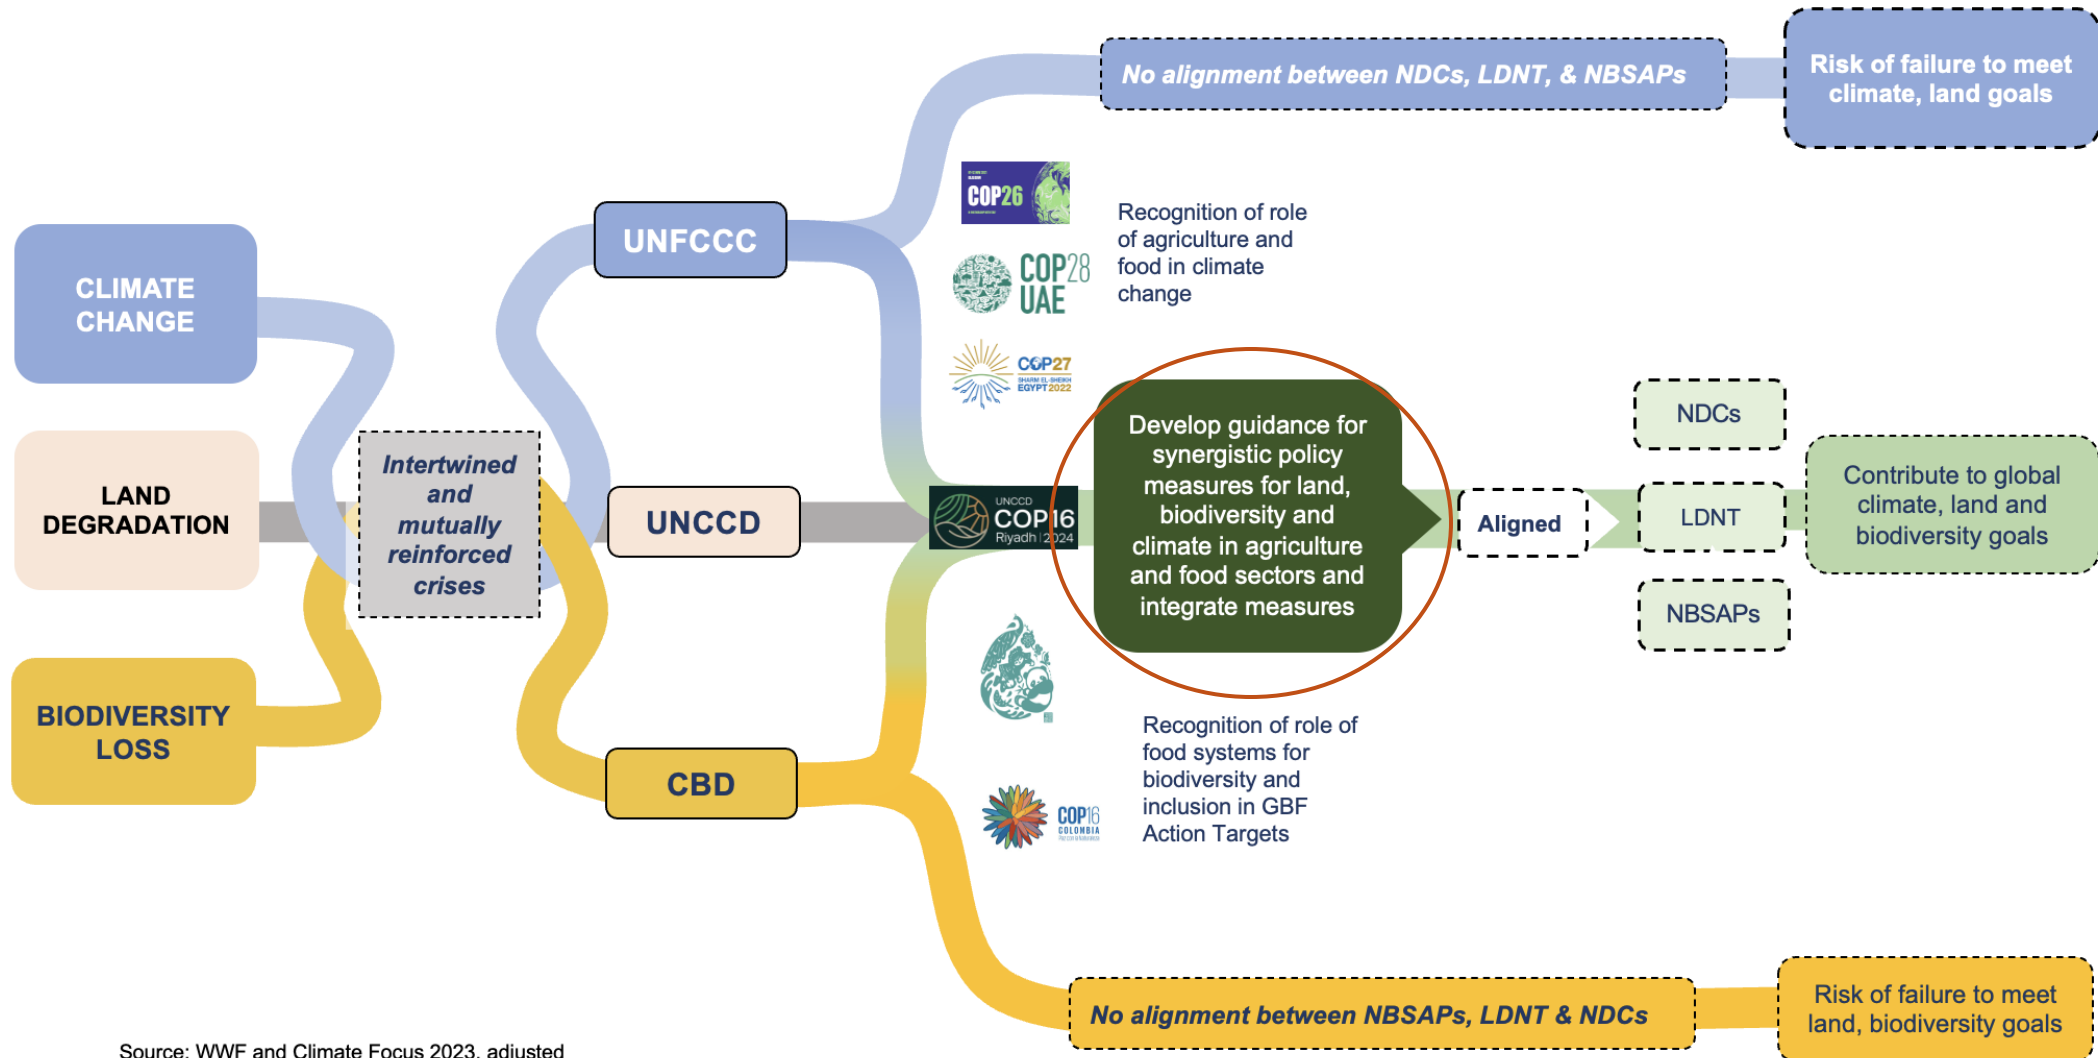 No alignment between NDCs, LDNT, & NBSAPs
Risk of failure to meet
climate, land goals
COP26
Recognition of role
of agriculture and
food in climate
change
UNFCCC
COP28
UAE
CLIMATE
CHANGE
COP27
SHARM EL-SHEIKH
EGYPT2022
Develop guidance for
synergistic policy
measures for land,
biodiversity and
climate in agriculture
and food sectors and
integrate measures
NDCs
Intertwined
and
mutually
reinforced
crises
LAND
DEGRADATION
UNCCD
UNCCD
COP16
Riyadh | 2024
Aligned
LDNT
Contribute to global
climate, land and
biodiversity goals
NBSAPs
BIODIVERSITY
LOSS
CBD
Recognition of role of
food systems for
biodiversity and
inclusion in GBF
Action Targets
COP16
COLOMBIA
No alignment between NBSAPs, LDNT & NDCs
Risk of failure to meet
land, biodiversity goals
Source: WWF and Climate Focus 2023, adjusted